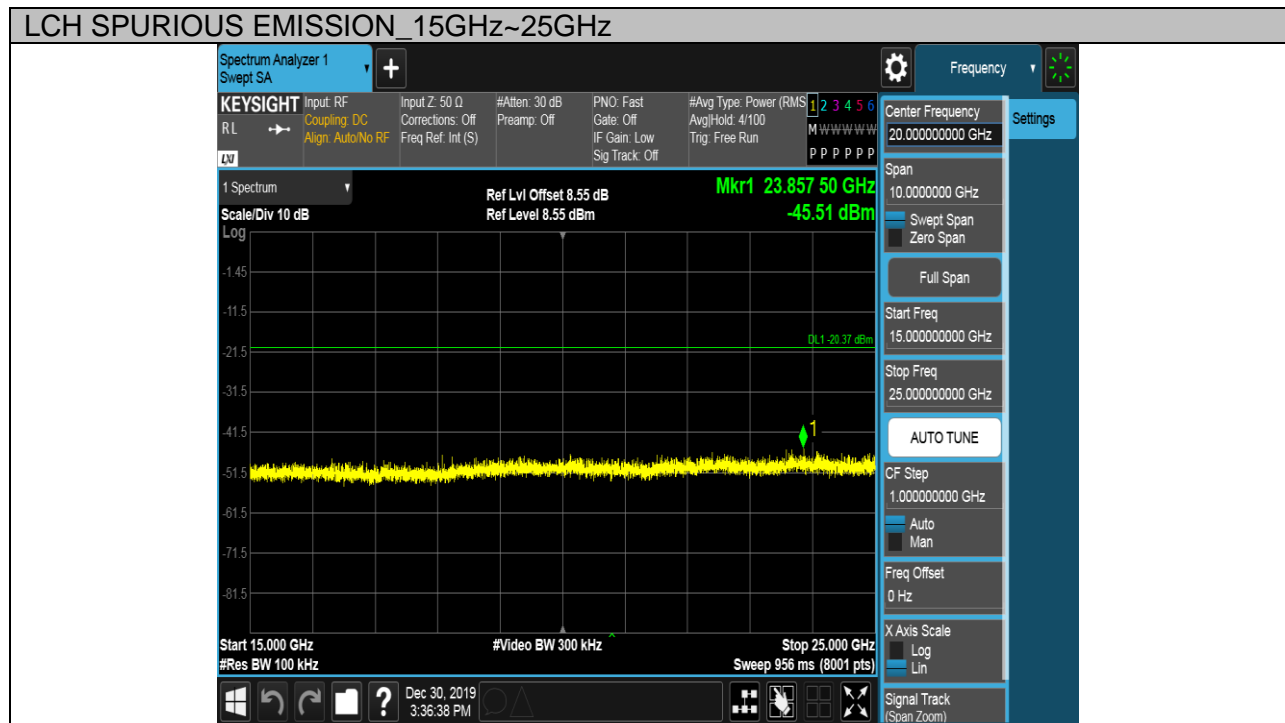 LCH SPURIOUS EMISSION_15GHz~25GHz
Spectrum Analyzer 1
Swept SA
+
Frequency
KEYSIGHT
RL
LXI
Input: RF
Coupling: DC
Align: Auto/No RF
Input Z: 50 Ω
Corrections: Off
Freq Ref: Int (S)
#Atten: 30 dB
Preamp: Off
PNO: Fast
Gate: Off
IF Gain: Low
Sig Track: Off
#Avg Type: Power (RMS
Avg|Hold: 4/100
Trig: Free Run
1 2 3 4 5 6
M W W W W W
P P P P P P
1 Spectrum
Scale/Div 10 dB
Log
Ref Lvl Offset 8.55 dB
Ref Level 8.55 dBm
Mkr1 23.857 50 GHz
-45.51 dBm
-1.45
-11.5
-21.5
-31.5
-41.5
-51.5
-61.5
-71.5
-81.5
DL1 -20.37 dBm
1
Start 15.000 GHz
#Res BW 100 kHz
#Video BW 300 kHz
Stop 25.000 GHz
Sweep 956 ms (8001 pts)
?
Dec 30, 2019
3:36:38 PM
Center Frequency
20.000000000 GHz
Settings
Span
10.0000000 GHz
Swept Span
Zero Span
Full Span
Start Freq
15.000000000 GHz
Stop Freq
25.000000000 GHz
AUTO TUNE
CF Step
1.000000000 GHz
Auto
Man
Freq Offset
0 Hz
X Axis Scale
Log
Lin
Signal Track
(Span Zoom)